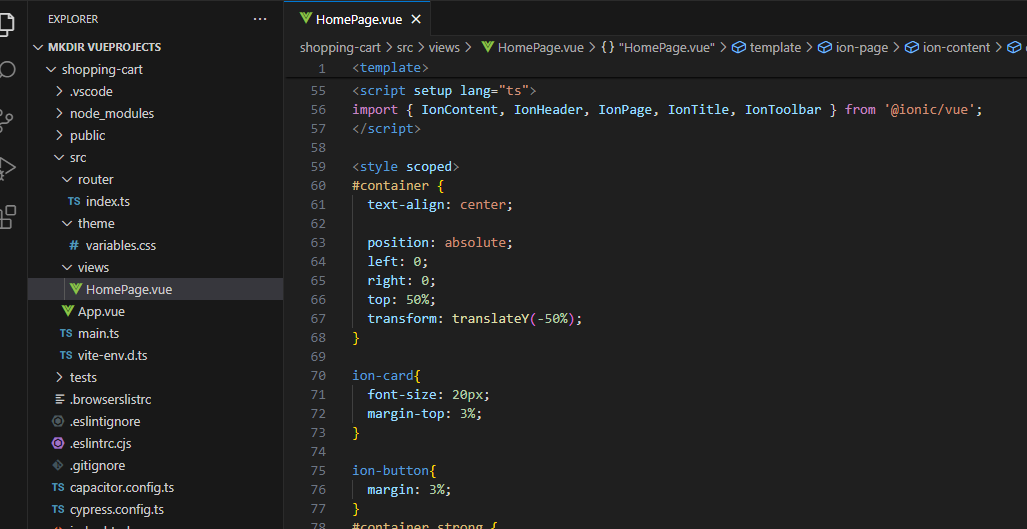 EXPLORER
MKDIR VUEPROJECTS
shopping-cart
.vscode
node_modules
public
src
router
TS index.ts
theme
# variables.css
views
HomePage.vue
App.vue
TS main.ts
TS vite-env.d.ts
tests
.browserslistrc
.eslintignore
.eslintrc.cjs
.gitignore
TS capacitor.config.ts
TS cypress.config.ts
HomePage.vue
shopping-cart > src > views > HomePage.vue > {} "HomePage.vue" > template > ion-page > ion-content >
1 <template>
55 <script setup lang="ts">
56 import { IonContent, IonHeader, IonPage, IonTitle, IonToolbar } from '@ionic/vue';
57 </script>
58
59 <style scoped>
60 #container {
61 text-align: center;
62
63 position: absolute;
64 left: 0;
65 right: 0;
66 top: 50%;
67 transform: translateY(-50%);
68 }
69
70 ion-card{
71 font-size: 20px;
72 margin-top: 3%;
73 }
74
75 ion-button{
76 margin: 3%;
77 }
78 #container strong {